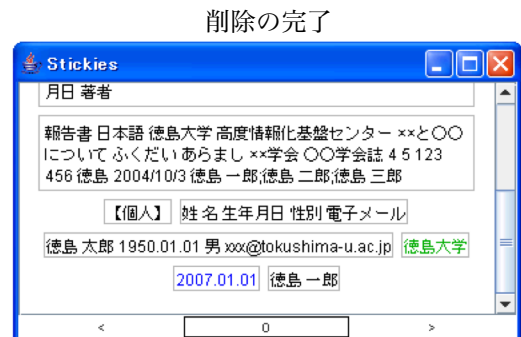 削除の完了
Stickies
月日 著者
報告書 日本語 徳島大学 高度情報化基盤センター ××と〇〇
について ふくだい あらまし ××学会 〇〇学会誌 4 5 123
456 徳島 2004/10/3 徳島 一郎;徳島 二郎;徳島 三郎
【個人】 姓 名 生年月日 性別 電子メール
徳島 太郎 1950.01.01 男 xxx@tokushima-u.ac.jp 徳島大学
2007.01.01 徳島 一郎
< 0 >